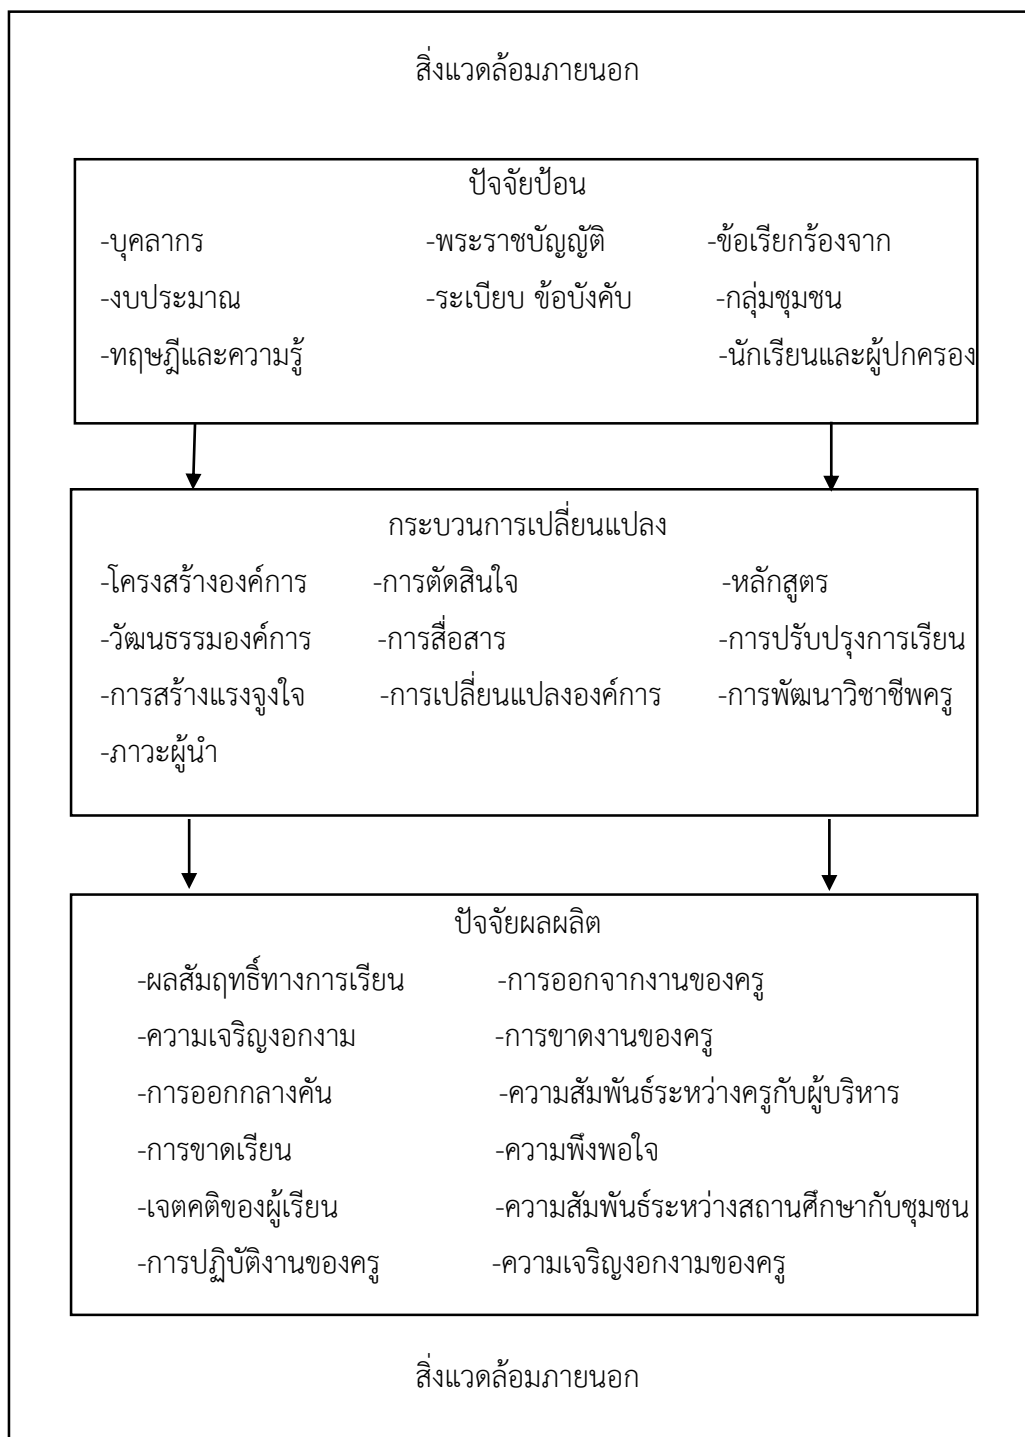 สิ่งแวดล้อมภายนอก
ปัจจัยป้อน
-บุคลากร -พระราชบัญญัติ -ข้อเรียกร้องจาก
-งบประมาณ -ระเบียบ ข้อบังคับ -กลุ่มชุมชน
-ทฤษฎีและความรู้ -นักเรียนและผู้ปกครอง
กระบวนการเปลี่ยนแปลง
-โครงสร้างองค์การ -การตัดสินใจ -หลักสูตร
-วัฒนธรรมองค์การ -การสื่อสาร -การปรับปรุงการเรียน
-การสร้างแรงจูงใจ -การเปลี่ยนแปลงองค์การ -การพัฒนาวิชาชีพครู
-ภาวะผู้นำ
ปัจจัยผลผลิต
-ผลสัมฤทธิ์ทางการเรียน -การออกจากงานของครู
-ความเจริญงอกงาม -การขาดงานของครู
-การออกกลางคัน -ความสัมพันธ์ระหว่างครูกับผู้บริหาร
-การขาดเรียน -ความพึงพอใจ
-เจตคติของผู้เรียน -ความสัมพันธ์ระหว่างสถานศึกษากับชุมชน
-การปฏิบัติงานของครู -ความเจริญงอกงามของครู
สิ่งแวดล้อมภายนอก